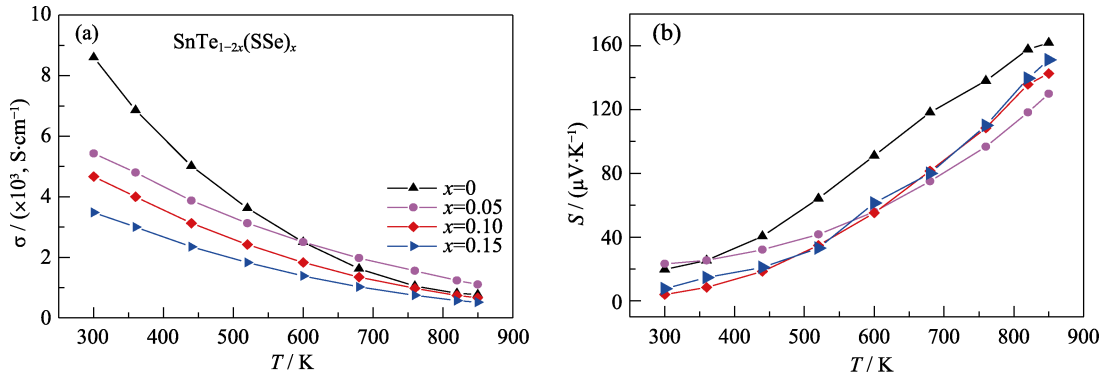 (a)
SnTe₁₋₂ₓ(SSe)ₓ
σ / (×10³, S·cm⁻¹)
10
8
6
4
2
0
x=0
x=0.05
x=0.10
x=0.15
300 400 500 600 700 800 900
T / K
(b)
S / (μV·K⁻¹)
160
120
80
40
0
300 400 500 600 700 800 900
T / K